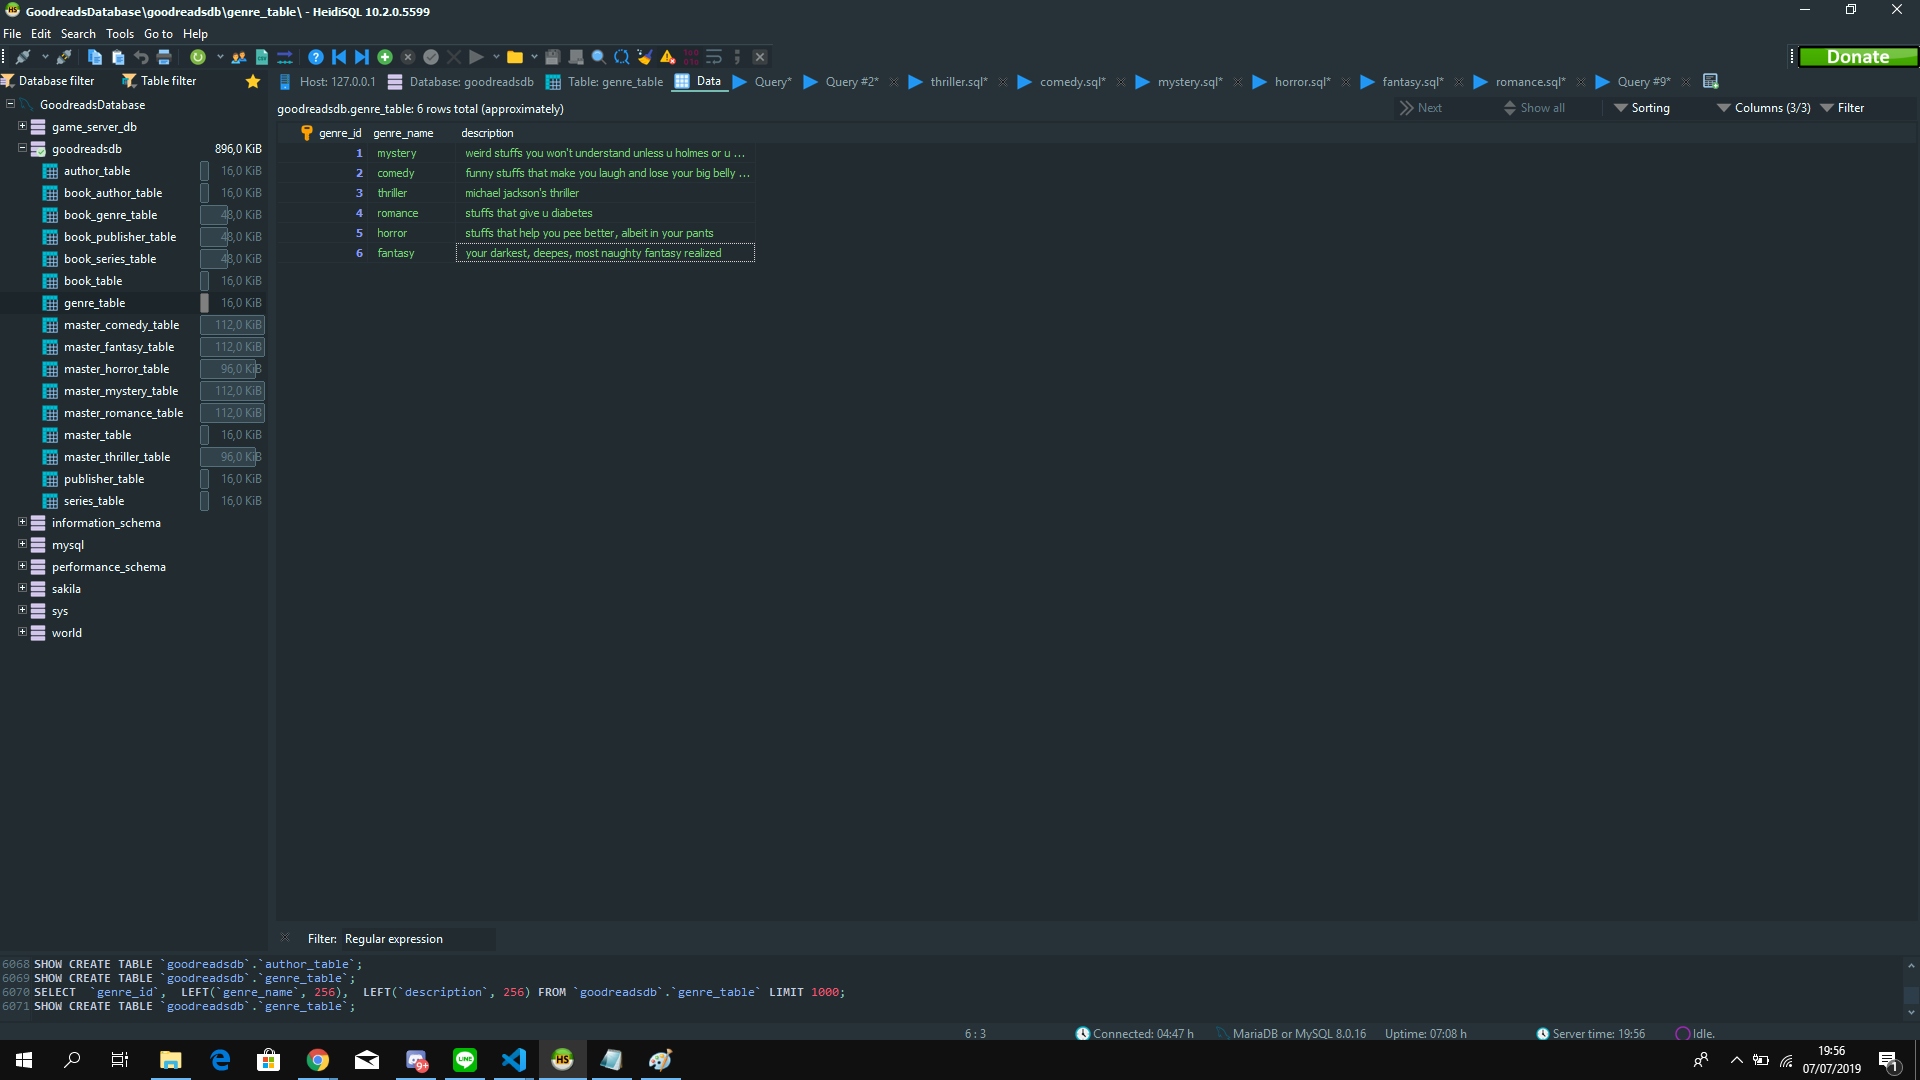 GoodreadsDatabase\goodreadsdb\genre_table\ - HeidiSQL 10.2.0.5599
File Edit Search Tools Go to Help
Donate
Database filter Table filter
Host: 127.0.0.1 Database: goodreadsdb Table: genre_table Data Query* Query #2* thriller.sql* comedy.sql* mystery.sql* horror.sql* fantasy.sql* romance.sql* Query #9*
goodreadsdb.genre_table: 6 rows total (approximately) Next Show all Sorting Columns (3/3) Filter
GoodreadsDatabase
game_server_db
goodreadsdb 896,0 KiB
author_table 16,0 KiB
book_author_table 16,0 KiB
book_genre_table 48,0 KiB
book_publisher_table 48,0 KiB
book_series_table 48,0 KiB
book_table 16,0 KiB
genre_table 16,0 KiB
master_comedy_table 112,0 KiB
master_fantasy_table 112,0 KiB
master_horror_table 96,0 KiB
master_mystery_table 112,0 KiB
master_romance_table 112,0 KiB
master_table 16,0 KiB
master_thriller_table 96,0 KiB
publisher_table 16,0 KiB
series_table 16,0 KiB
information_schema
mysql
performance_schema
sakila
sys
world
genre_id genre_name description
1 mystery weird stuffs you won't understand unless u holmes or u ...
2 comedy funny stuffs that make you laugh and lose your big belly ...
3 thriller michael jackson's thriller
4 romance stuffs that give u diabetes
5 horror stuffs that help you pee better, albeit in your pants
6 fantasy your darkest, deepes, most naughty fantasy realized
Filter: Regular expression
6068 SHOW CREATE TABLE `goodreadsdb`.`author_table`;
6069 SHOW CREATE TABLE `goodreadsdb`.`genre_table`;
6070 SELECT `genre_id`, LEFT(`genre_name`, 256), LEFT(`description`, 256) FROM `goodreadsdb`.`genre_table` LIMIT 1000;
6071 SHOW CREATE TABLE `goodreadsdb`.`genre_table`;
6 : 3 Connected: 04:47 h MariaDB or MySQL 8.0.16 Uptime: 07:08 h Server time: 19:56 Idle.
HS
9+
LINE
19:56
07/07/2019
1